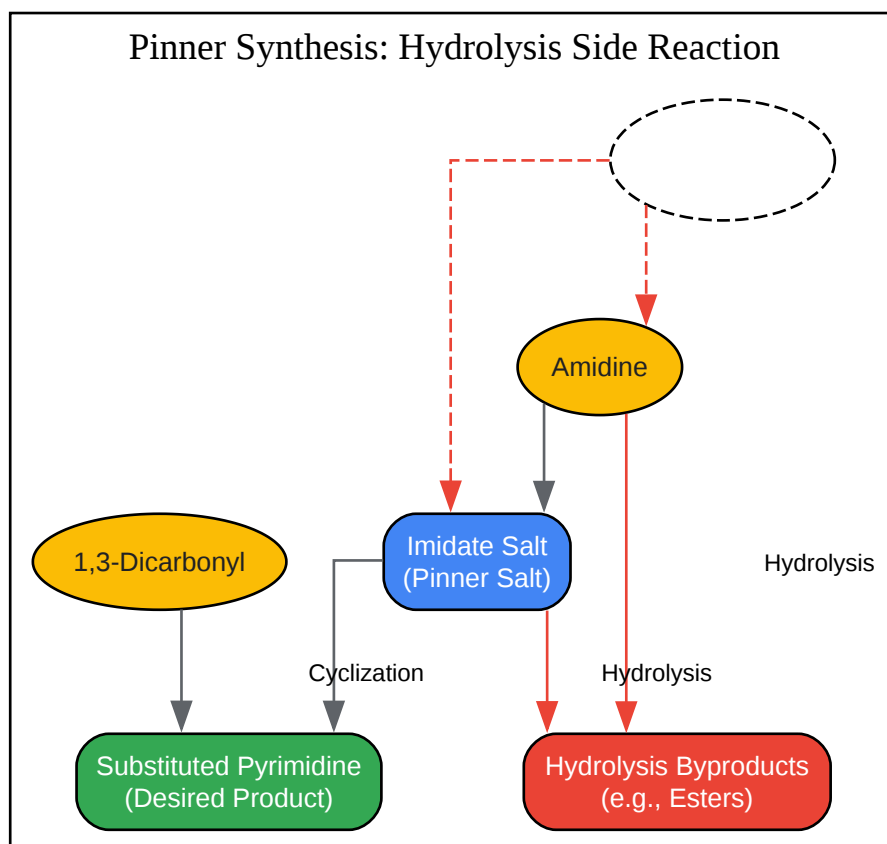 Pinner Synthesis: Hydrolysis Side Reaction
Amidine
1,3-Dicarbonyl
Imidate Salt
(Pinner Salt)
Hydrolysis
Cyclization
Hydrolysis
Substituted Pyrimidine
(Desired Product)
Hydrolysis Byproducts
(e.g., Esters)